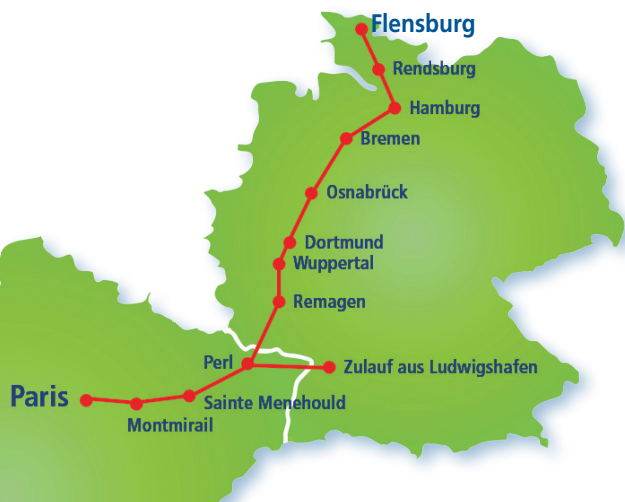 Flensburg
Rendsburg
Hamburg
Bremen
Osnabrück
Dortmund
Wuppertal
Remagen
Perl
Zulauf aus Ludwigshafen
Paris
Sainte Menehould
Montmirail